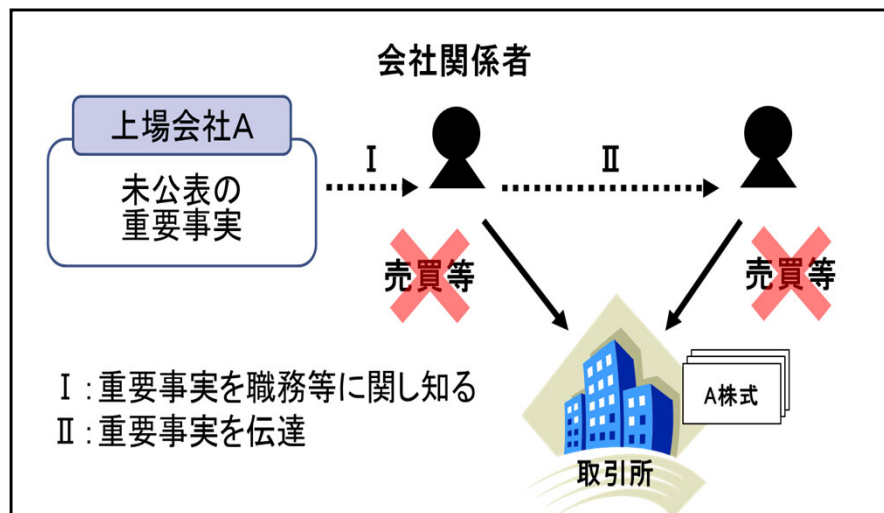 会社関係者
上場会社A
未公表の
重要事実
Ⅰ
Ⅱ
売買等
売買等
Ⅰ：重要事実を職務等に関し知る
Ⅱ：重要事実を伝達
A株式
取引所